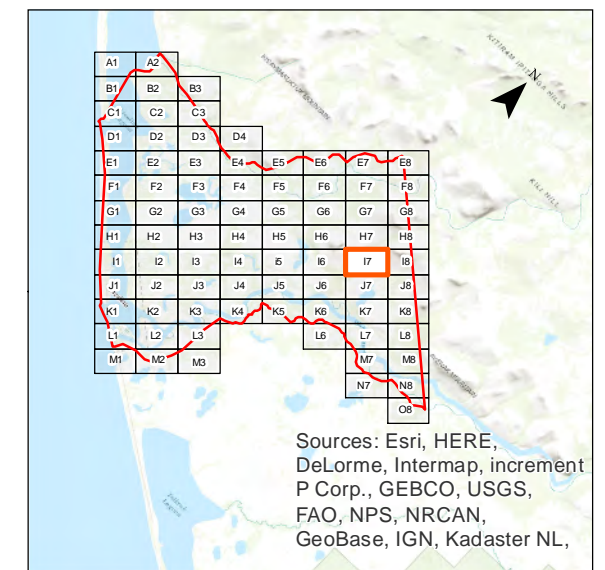 N
A1 A2
B1 B2 B3
C1 C2 C3
D1 D2 D3 D4
E1 E2 E3 E4 E5 E6 E7 E8
F1 F2 F3 F4 F5 F6 F7 F8
G1 G2 G3 G4 G5 G6 G7 G8
H1 H2 H3 H4 H5 H6 H7 H8
I1 I2 I3 I4 I5 I6 I7 I8
J1 J2 J3 J4 J5 J6 J7 J8
K1 K2 K3 K4 K5 K6 K7 K8
L1 L2 L3 L6 L7 L8
M1 M2 M3 M7 M8
N7 N8
O8
HILLS
HILL
Lagoon
Sources: Esri, HERE,
DeLorme, Intermap, increment
P Corp., GEBCO, USGS,
FAO, NPS, NRCAN,
GeoBase, IGN, Kadaster NL,